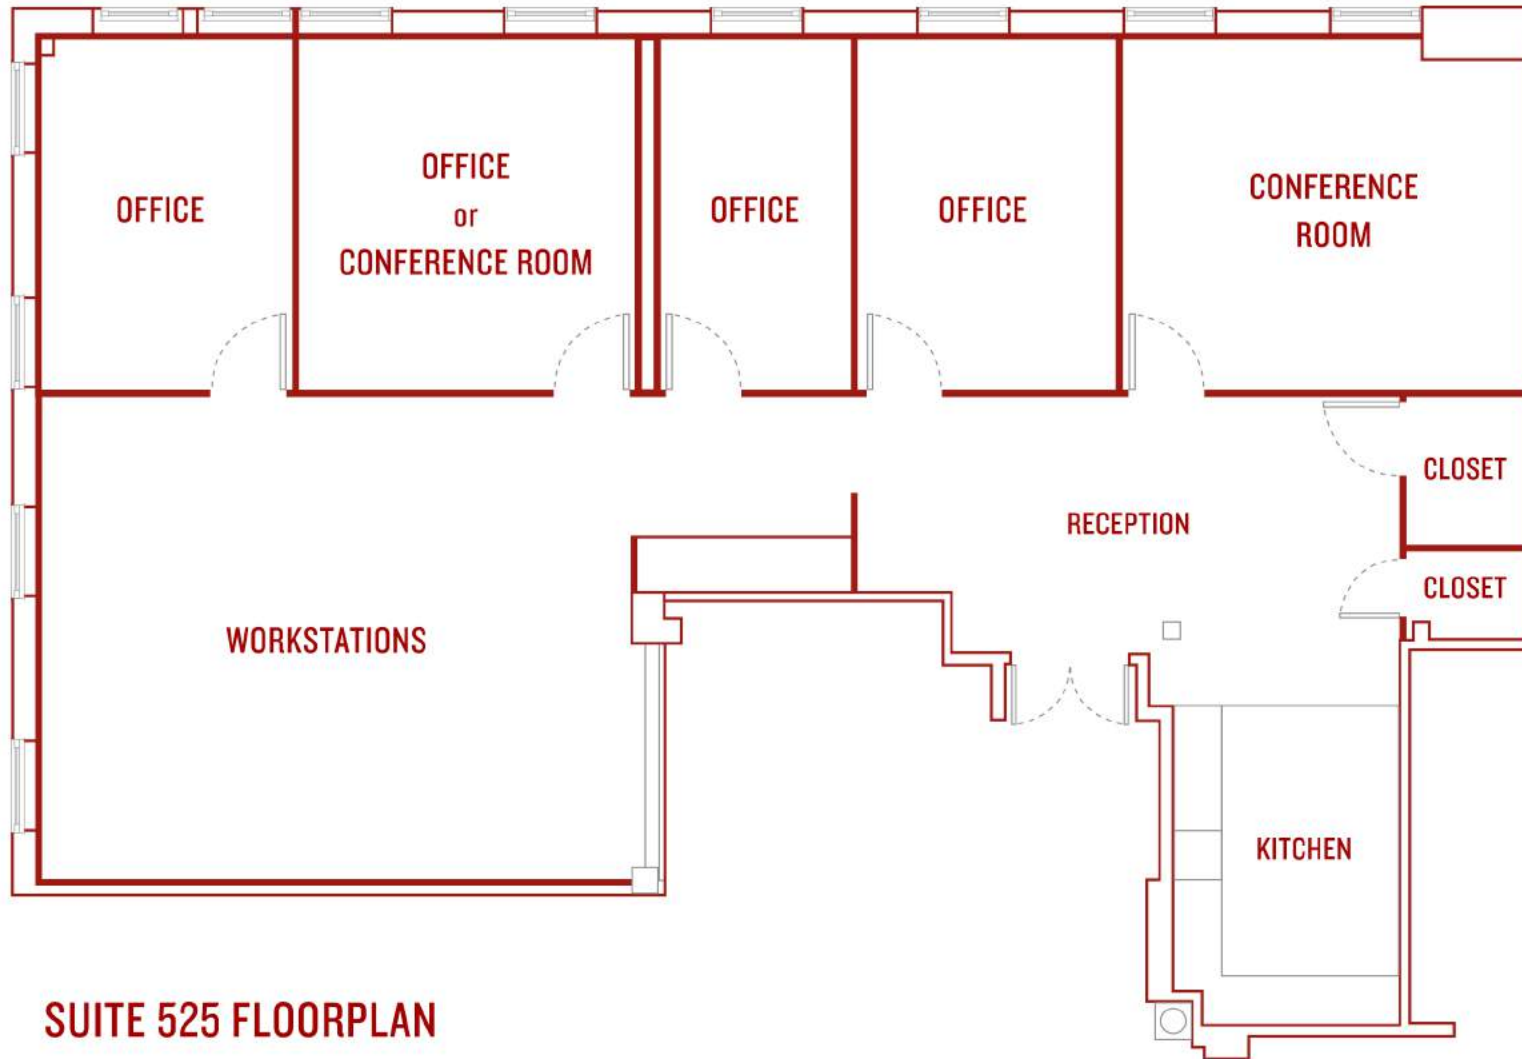 OFFICE
OFFICE
or
CONFERENCE ROOM
OFFICE
OFFICE
CONFERENCE
ROOM
CLOSET
RECEPTION
CLOSET
WORKSTATIONS
KITCHEN
SUITE 525 FLOORPLAN